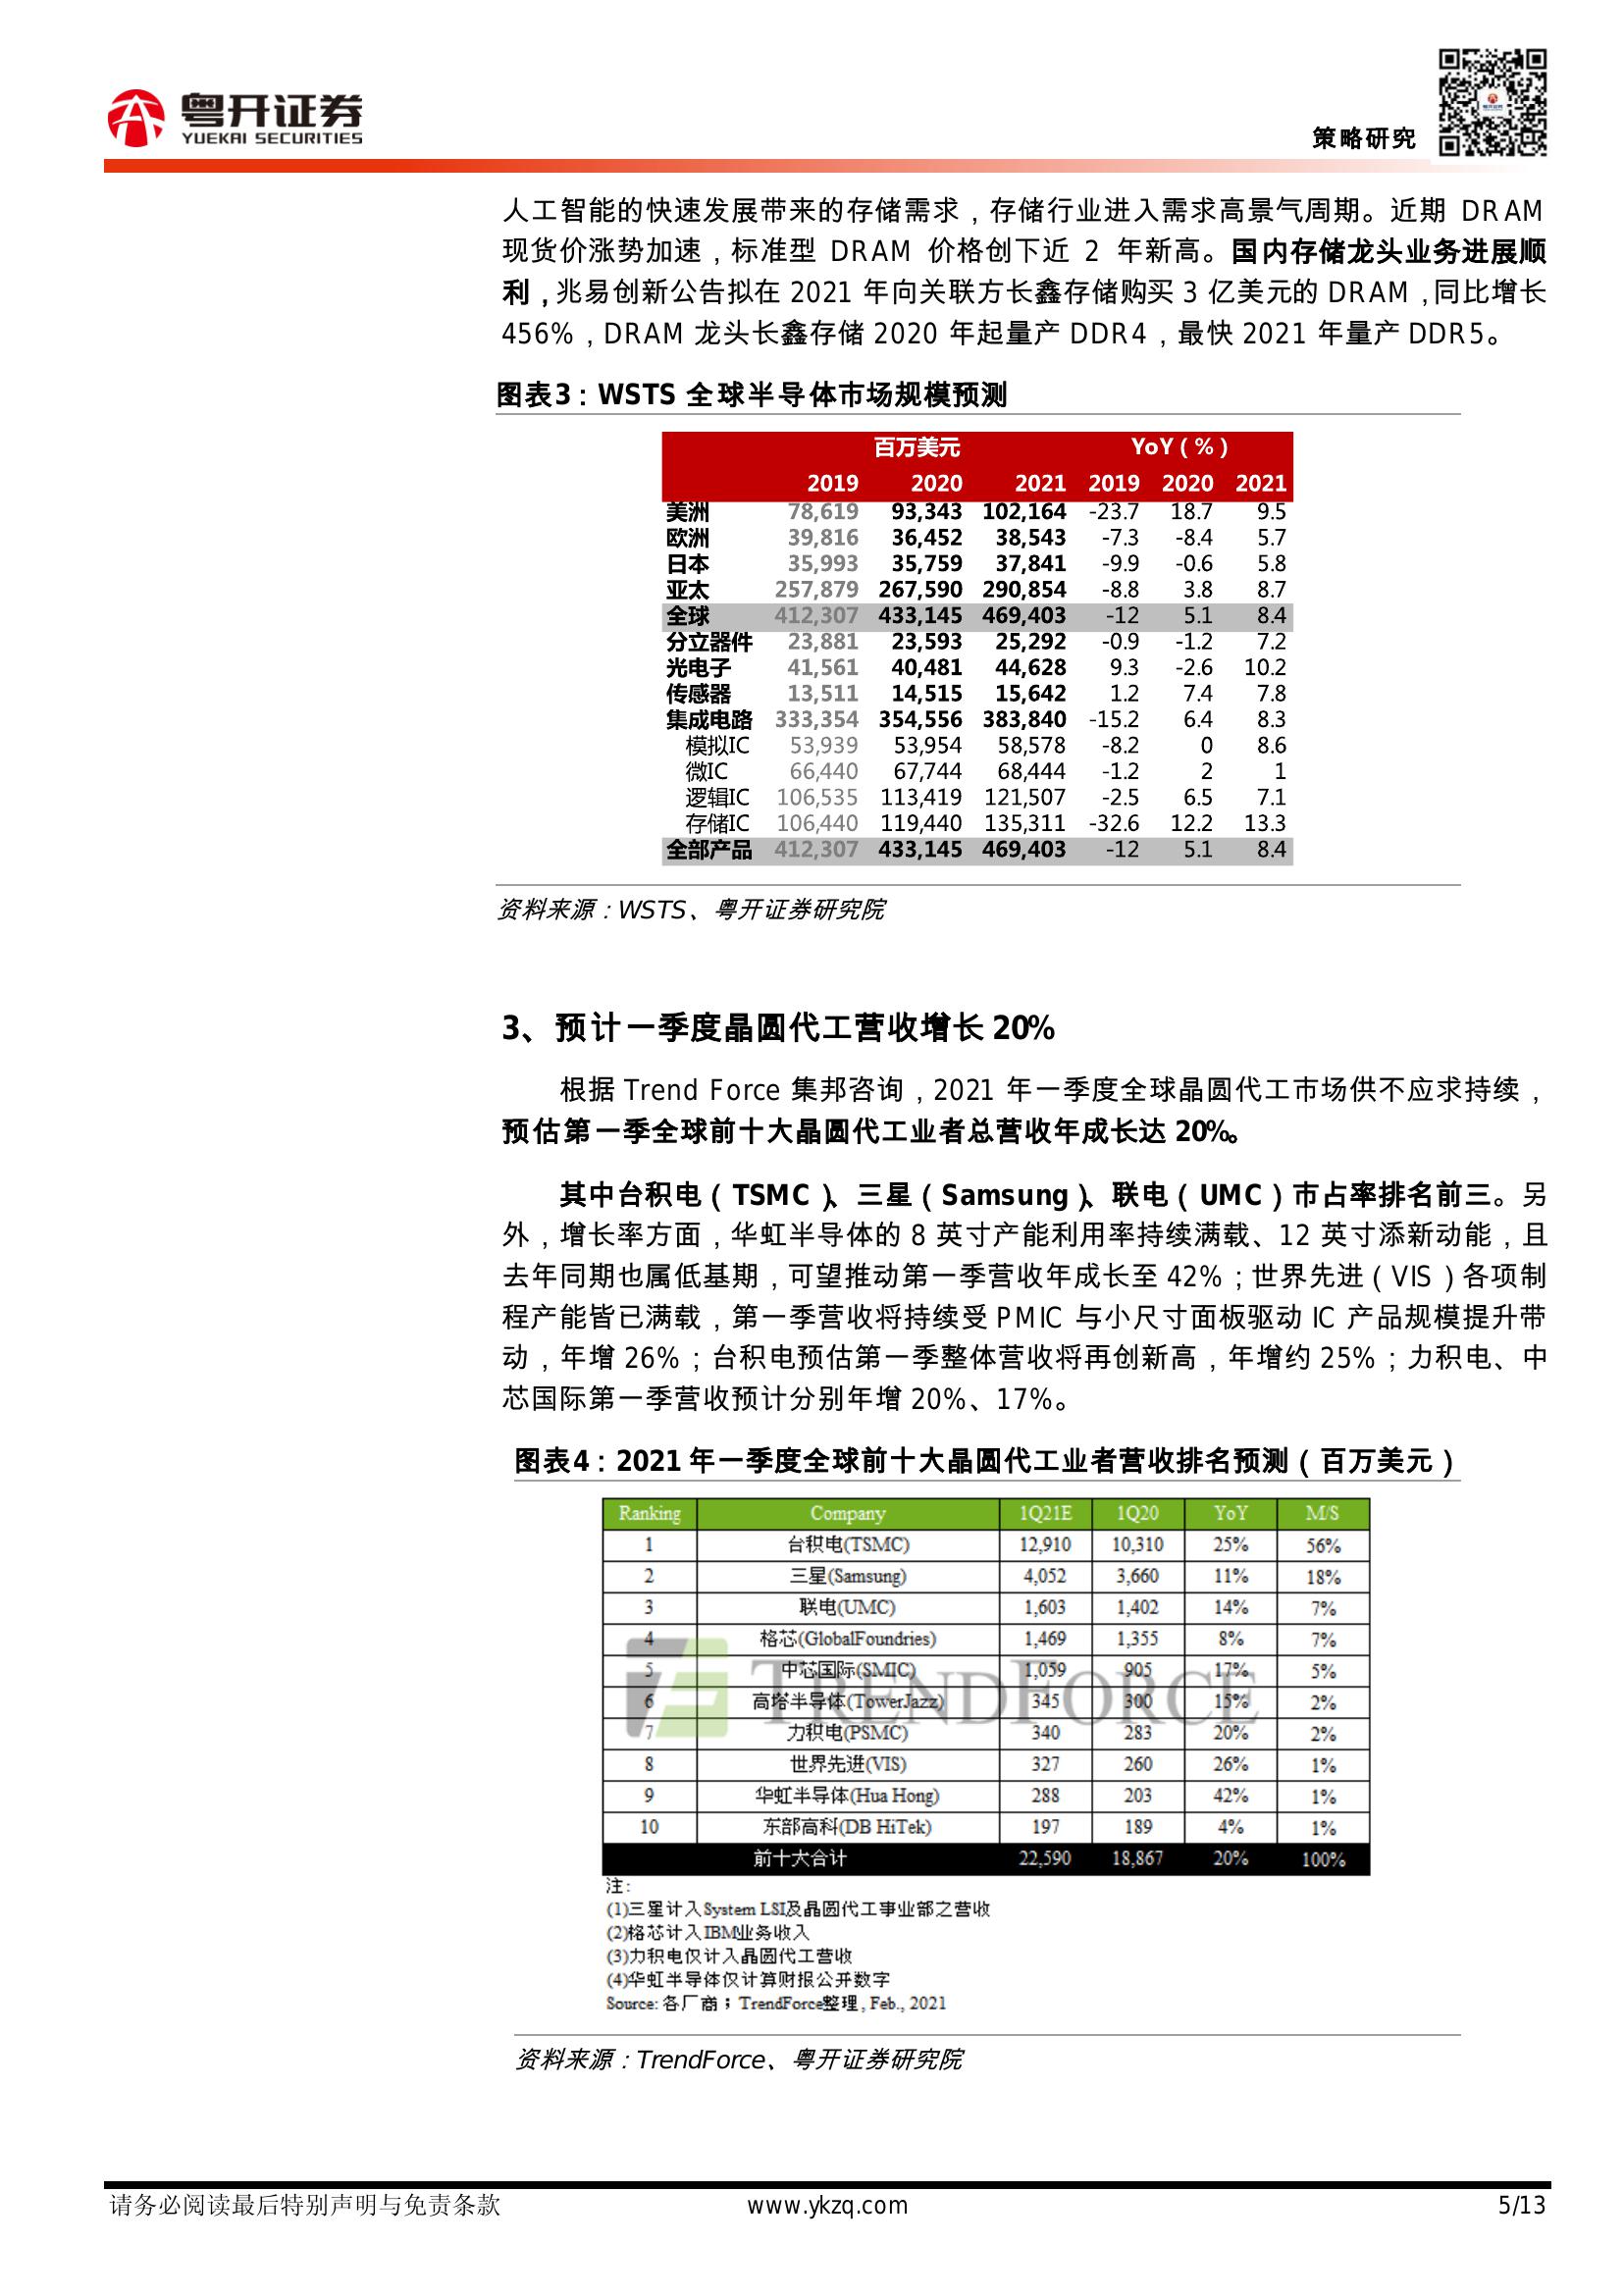 粤开证券
YUEKAI SECURITIES
策略研究
人工智能的快速发展带来的存储需求，存储行业进入需求高景气周期。近期 DRAM
现货价涨势加速，标准型 DRAM 价格创下近 2 年新高。国内存储龙头业务进展顺
利，兆易创新公告拟在 2021 年向关联方长鑫存储购买 3 亿美元的 DRAM，同比增长
456%，DRAM 龙头长鑫存储 2020 年起量产 DDR4，最快 2021 年量产 DDR5。
图表3：WSTS 全球半导体市场规模预测
百万美元 YoY（%）
2019 2020 2021 2019 2020 2021
美洲 78,619 93,343 102,164 -23.7 18.7 9.5
欧洲 39,816 36,452 38,543 -7.3 -8.4 5.7
日本 35,993 35,759 37,841 -9.9 -0.6 5.8
亚太 257,879 267,590 290,854 -8.8 3.8 8.7
全球 412,307 433,145 469,403 -12 5.1 8.4
分立器件 23,881 23,593 25,292 -0.9 -1.2 7.2
光电子 41,561 40,481 44,628 9.3 -2.6 10.2
传感器 13,511 14,515 15,642 1.2 7.4 7.8
集成电路 333,354 354,556 383,840 -15.2 6.4 8.3
模拟IC 53,939 53,954 58,578 -8.2 0 8.6
微IC 66,440 67,744 68,444 -1.2 2 1
逻辑IC 106,535 113,419 121,507 -2.5 6.5 7.1
存储IC 106,440 119,440 135,311 -32.6 12.2 13.3
全部产品 412,307 433,145 469,403 -12 5.1 8.4
资料来源：WSTS、粤开证券研究院
3、预计一季度晶圆代工营收增长 20%
根据 Trend Force 集邦咨询，2021 年一季度全球晶圆代工市场供不应求持续，
预估第一季全球前十大晶圆代工业者总营收年成长达 20%。
其中台积电（TSMC）、三星（Samsung）、联电（UMC）市占率排名前三。另
外，增长率方面，华虹半导体的 8 英寸产能利用率持续满载、12 英寸添新动能，且
去年同期也属低基期，可望推动第一季营收年成长至 42%；世界先进（VIS）各项制
程产能皆已满载，第一季营收将持续受 PMIC 与小尺寸面板驱动 IC 产品规模提升带
动，年增 26%；台积电预估第一季整体营收将再创新高，年增约 25%；力积电、中
芯国际第一季营收预计分别年增 20%、17%。
图表4：2021 年一季度全球前十大晶圆代工业者营收排名预测（百万美元）
Ranking Company 1Q21E 1Q20 YoY M/S
1 台积电(TSMC) 12,910 10,310 25% 56%
2 三星(Samsung) 4,052 3,660 11% 18%
3 联电(UMC) 1,603 1,402 14% 7%
4 格芯(GlobalFoundries) 1,469 1,355 8% 7%
5 中芯国际(SMIC) 1,059 905 17% 5%
6 高塔半导体(TowerJazz) 345 300 15% 2%
7 力积电(PSMC) 340 283 20% 2%
8 世界先进(VIS) 327 260 26% 1%
9 华虹半导体(Hua Hong) 288 203 42% 1%
10 东部高科(DB HiTek) 197 189 4% 1%
前十大合计 22,590 18,867 20% 100%
TRENDFORCE
注：
(1)三星计入System LSI及晶圆代工事业部之营收
(2)格芯计入IBM业务收入
(3)力积电仅计入晶圆代工营收
(4)华虹半导体仅计算财报公开数字
Source: 各厂商；TrendForce整理, Feb., 2021
资料来源：TrendForce、粤开证券研究院
请务必阅读最后特别声明与免责条款 www.ykzq.com 5/13